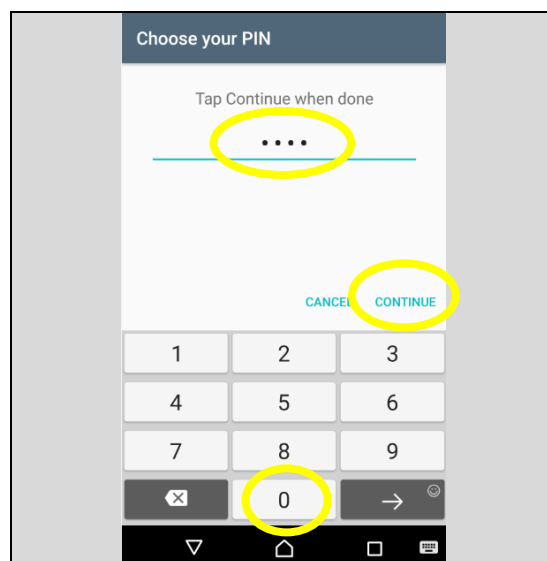 Choose your PIN
Tap Continue when done
••••
CANCEL CONTINUE
1 2 3
4 5 6
7 8 9
0